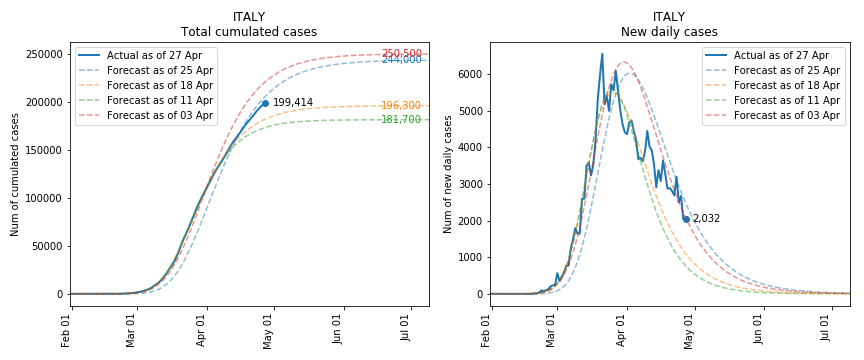 ITALY
Total cumulated cases
Num of cumulated cases
250000
200000
150000
100000
50000
0
Actual as of 27 Apr
Forecast as of 25 Apr
Forecast as of 18 Apr
Forecast as of 11 Apr
Forecast as of 03 Apr
250,500
244,000
199,414
196,300
181,700
Feb 01
Mar 01
Apr 01
May 01
Jun 01
Jul 01
ITALY
New daily cases
Num of new daily cases
6000
5000
4000
3000
2000
1000
0
Actual as of 27 Apr
Forecast as of 25 Apr
Forecast as of 18 Apr
Forecast as of 11 Apr
Forecast as of 03 Apr
2,032
Feb 01
Mar 01
Apr 01
May 01
Jun 01
Jul 01